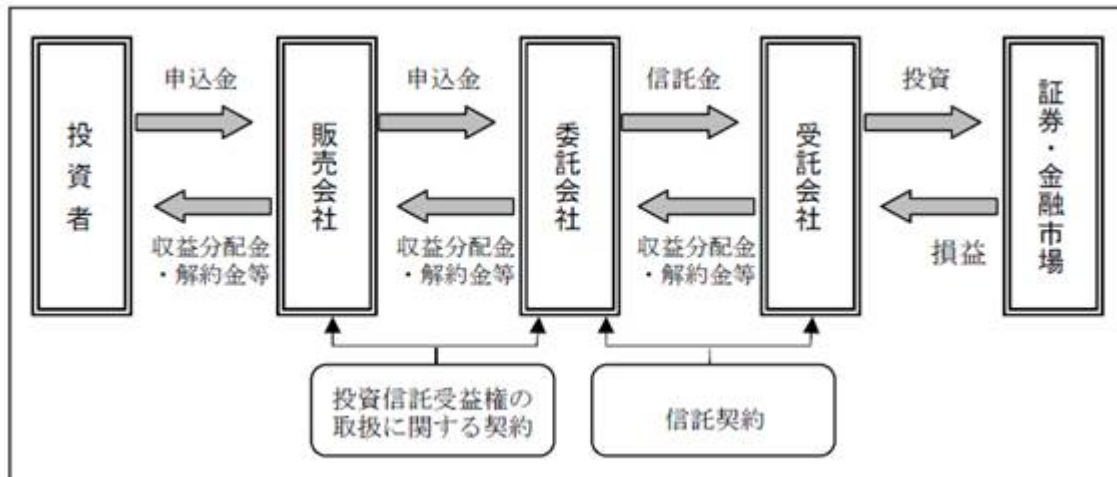 投資者
申込金
収益分配金
・解約金等
販売会社
申込金
収益分配金
・解約金等
委託会社
信託金
収益分配金
・解約金等
受託会社
投資
損益
証券・金融市場
投資信託受益権の
取扱に関する契約
信託契約